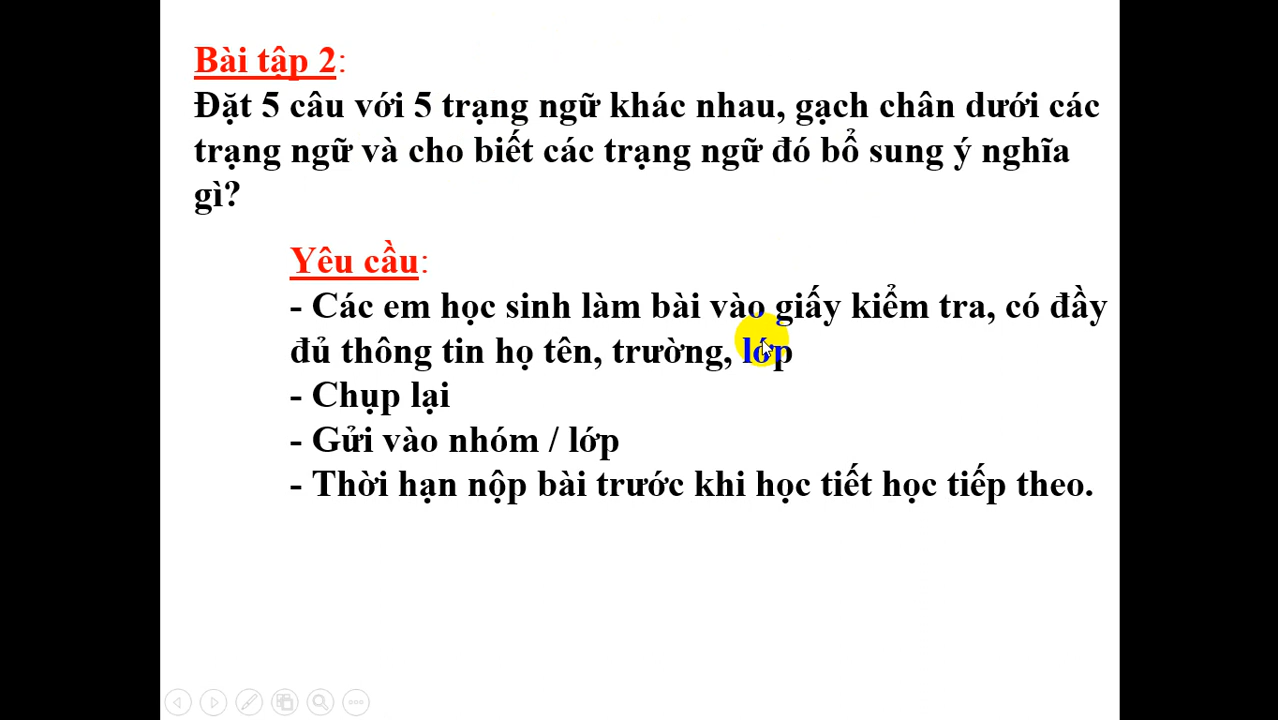 Bài tập 2:
Đặt 5 câu với 5 trạng ngữ khác nhau, gạch chân dưới các
trạng ngữ và cho biết các trạng ngữ đó bổ sung ý nghĩa
gì?
Yêu cầu:
- Các em học sinh làm bài vào giấy kiểm tra, có đầy
đủ thông tin họ tên, trường, lớp
- Chụp lại
- Gửi vào nhóm / lớp
- Thời hạn nộp bài trước khi học tiết học tiếp theo.